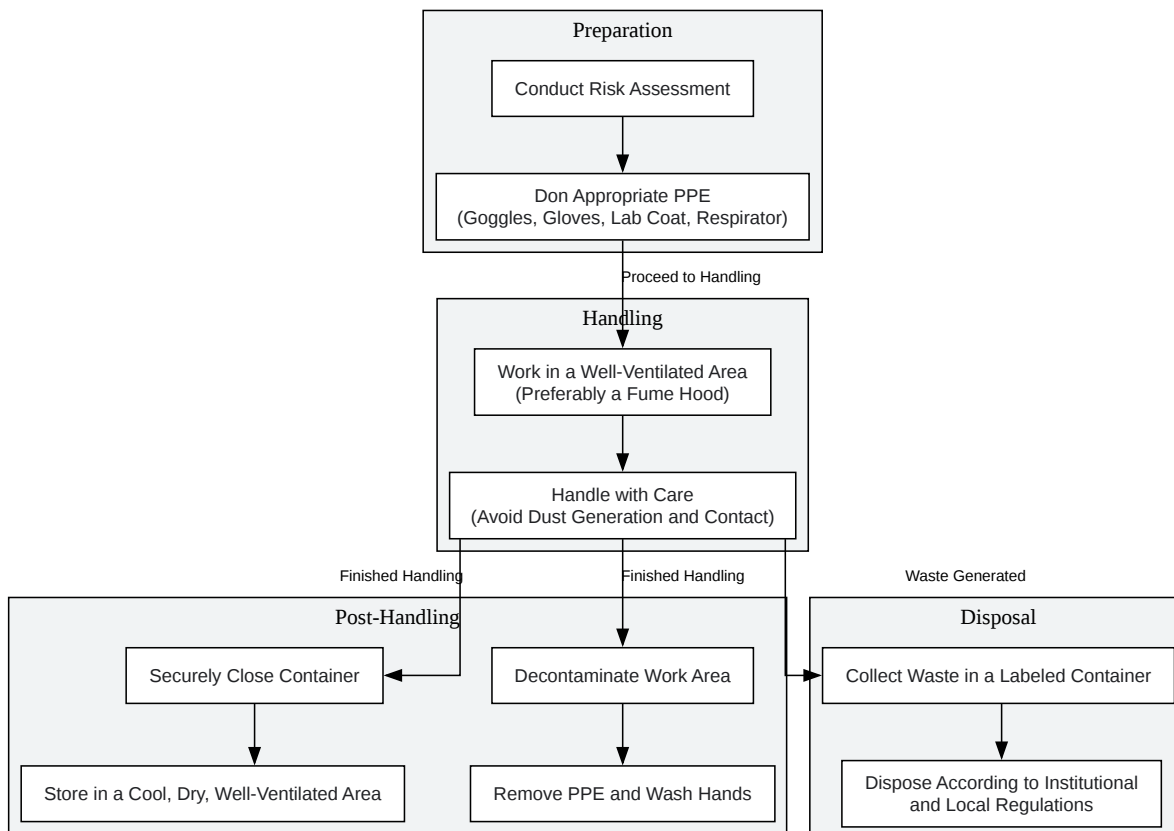 Preparation
Conduct Risk Assessment
Don Appropriate PPE
(Goggles, Gloves, Lab Coat, Respirator)
Proceed to Handling
Handling
Work in a Well-Ventilated Area
(Preferably a Fume Hood)
Handle with Care
(Avoid Dust Generation and Contact)
Finished Handling
Finished Handling
Waste Generated
Post-Handling
Securely Close Container
Decontaminate Work Area
Store in a Cool, Dry, Well-Ventilated Area
Remove PPE and Wash Hands
Disposal
Collect Waste in a Labeled Container
Dispose According to Institutional
and Local Regulations